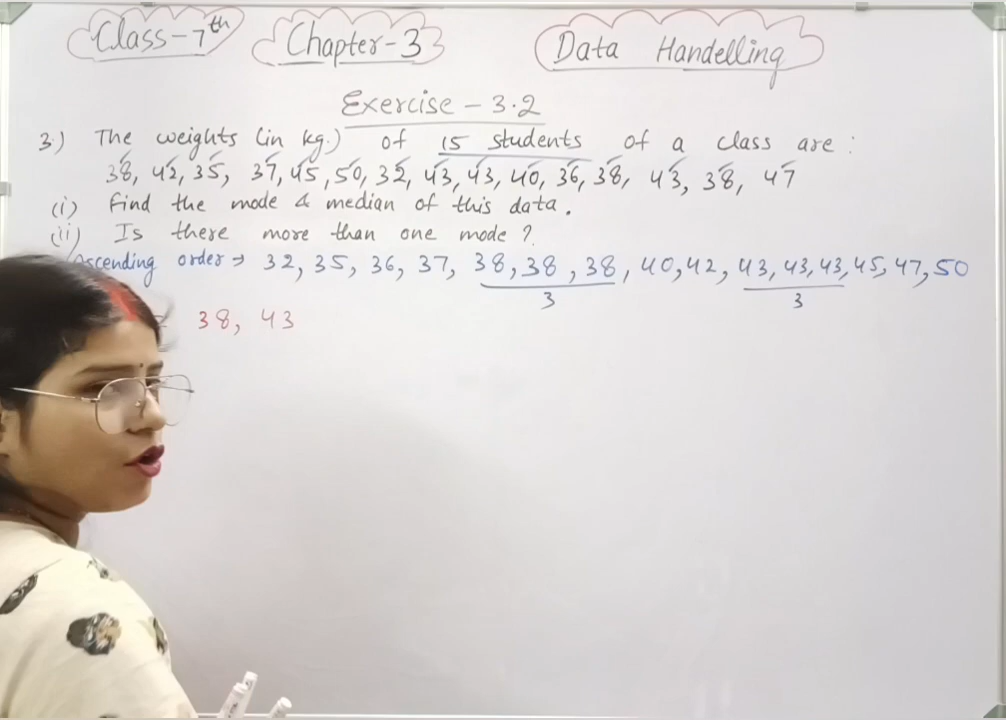 Class-7th Chapter-3 Data Handelling
Exercise - 3.2
3.) The weights (in kg.) of 15 students of a class are :
38, 42, 35, 37, 45, 50, 32, 43, 43, 40, 36, 38, 43, 38, 47
(i) Find the mode & median of this data.
(ii) Is there more than one mode ?
Ascending order → 32, 35, 36, 37, 38, 38, 38, 40, 42, 43, 43, 43, 45, 47, 50
3 3
38, 43